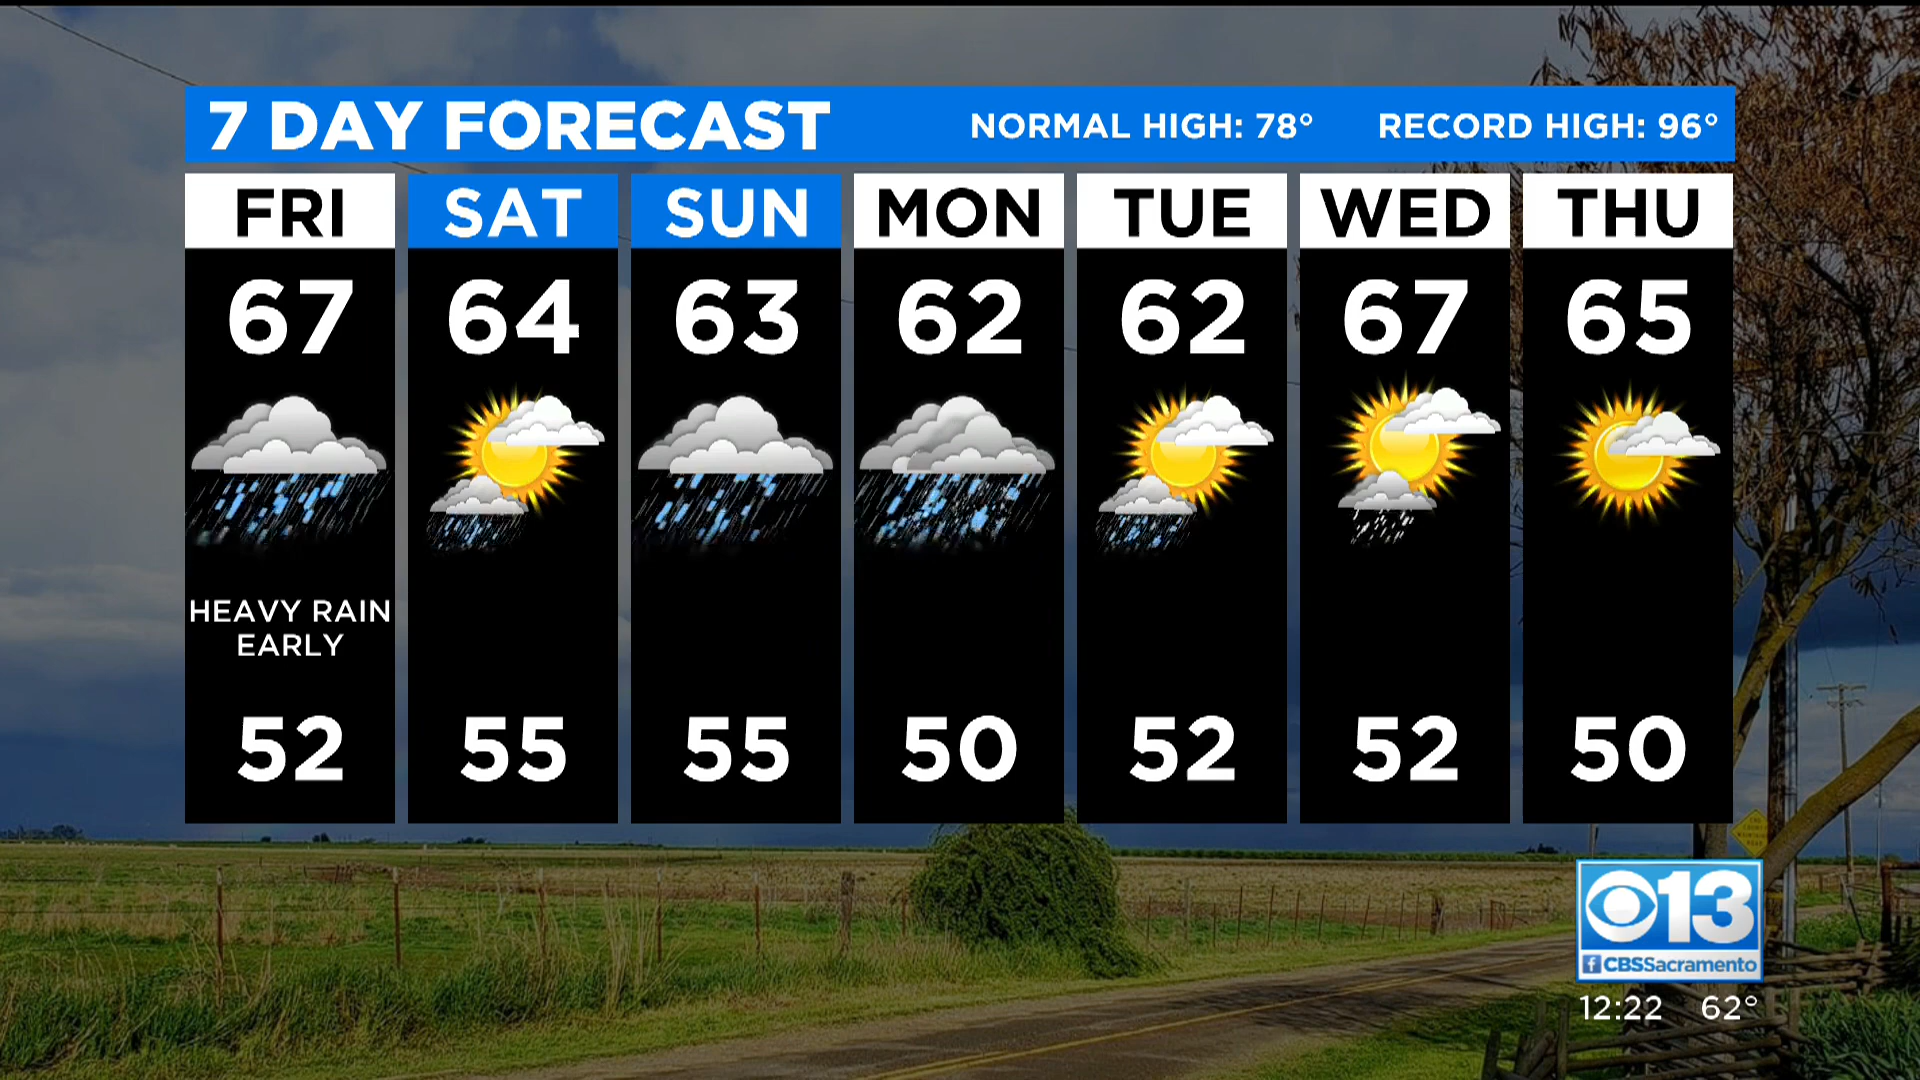 7 DAY FORECAST NORMAL HIGH: 78° RECORD HIGH: 96°
FRI SAT SUN MON TUE WED THU
67 64 63 62 62 67 65
HEAVY RAIN
EARLY
52 55 55 50 52 52 50
13
f CBSSacramento
12:22 62°